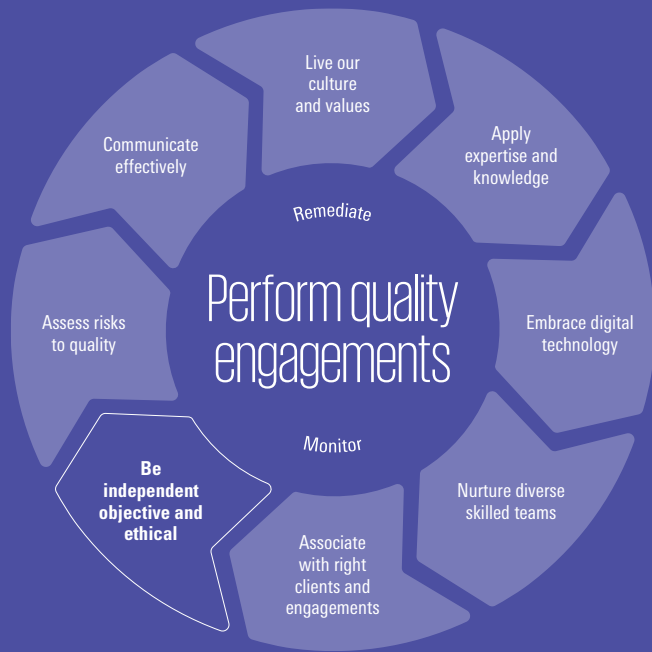 Live our
culture
and values
Apply
expertise and
knowledge
Embrace digital
technology
Nurture diverse
skilled teams
Associate
with right
clients and
engagements
Be
independent
objective and
ethical
Assess risks
to quality
Communicate
effectively
Remediate
Perform quality
engagements
Monitor